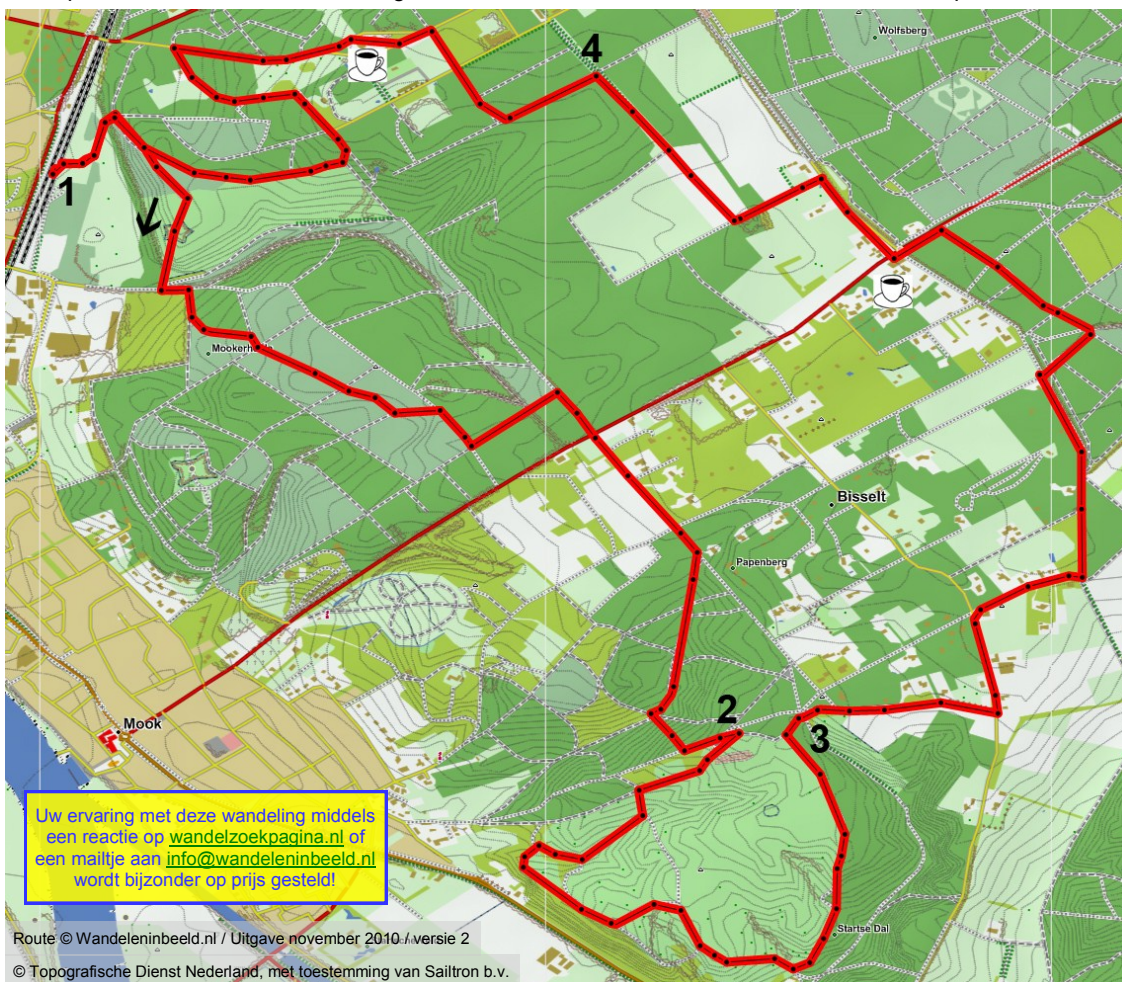 4
Wolfsberg
1
Bisselt
Papenberg
2
3
Mook
Startse Dal
Uw ervaring met deze wandeling middels
een reactie op wandelzoekpagina.nl of
een mailtje aan info@wandeleninbeeld.nl
wordt bijzonder op prijs gesteld!
Route © Wandeleninbeeld.nl / Uitgave november 2010 / versie 2
© Topografische Dienst Nederland, met toestemming van Sailtron b.v.